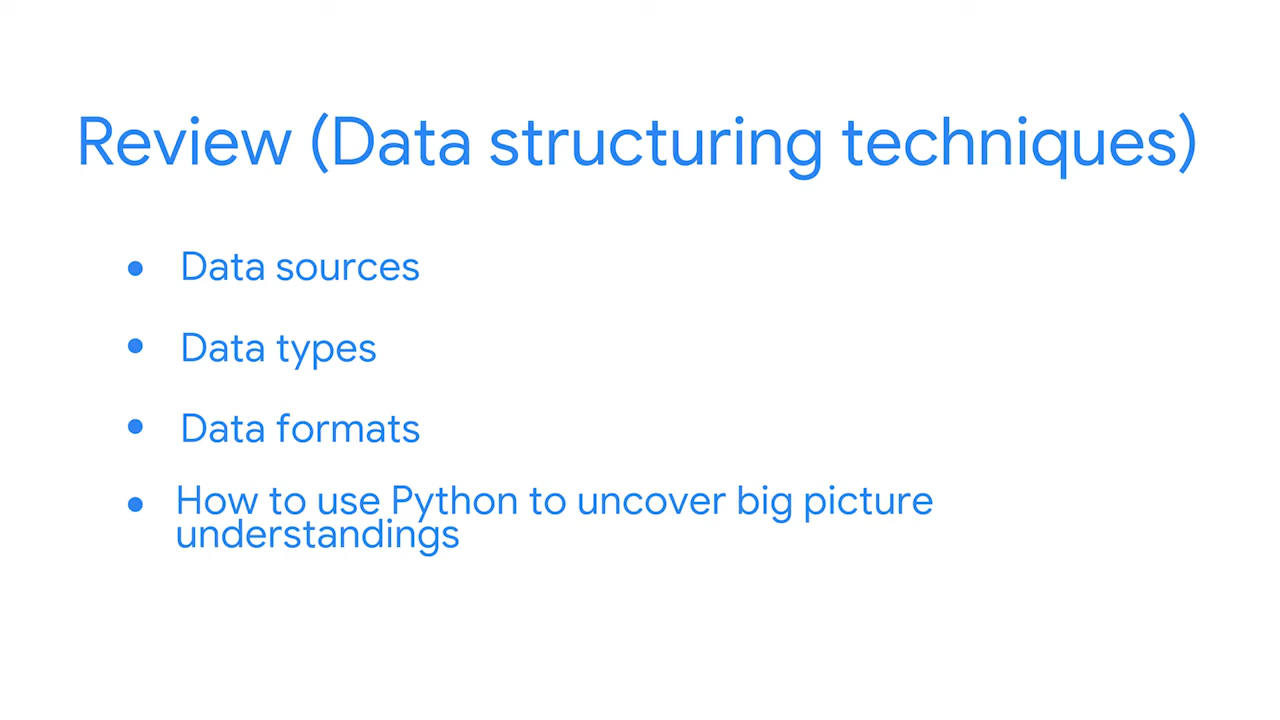 Review (Data structuring techniques)
• Data sources
• Data types
• Data formats
• How to use Python to uncover big picture
understandings